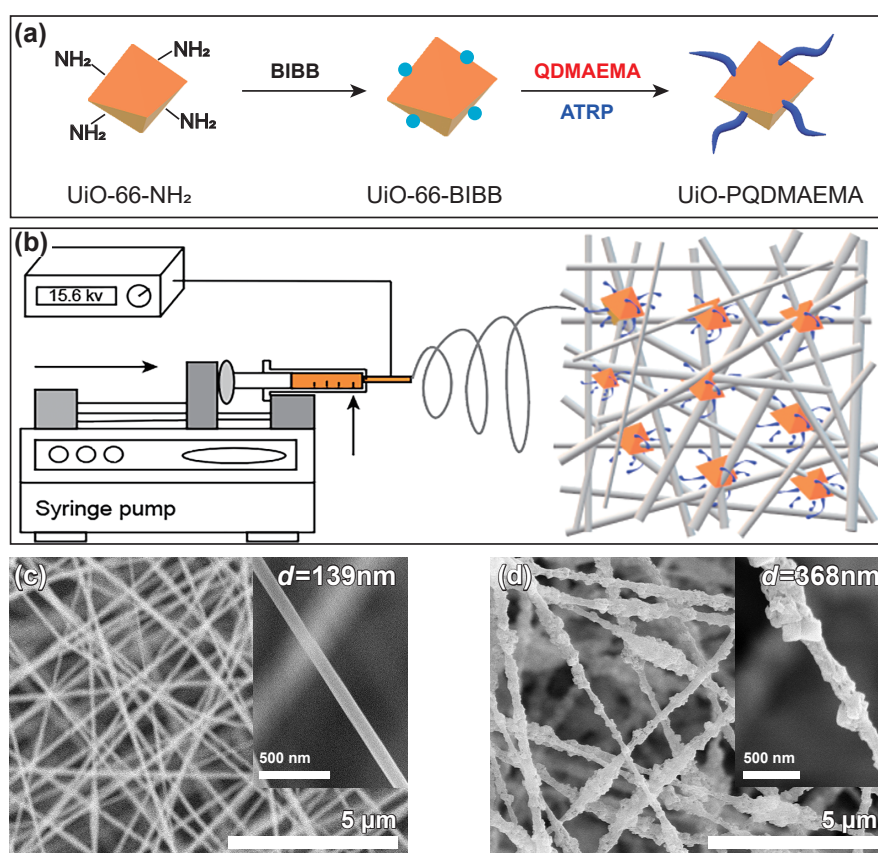 (a)
NH₂
NH₂
NH₂
NH₂
BIBB
QDMAEMA
ATRP
UiO-66-NH₂
UiO-66-BIBB
UiO-PQDMAEMA
(b)
15.6 kv
Syringe pump
(c)
d=139nm
500 nm
5 μm
(d)
d=368nm
500 nm
5 μm